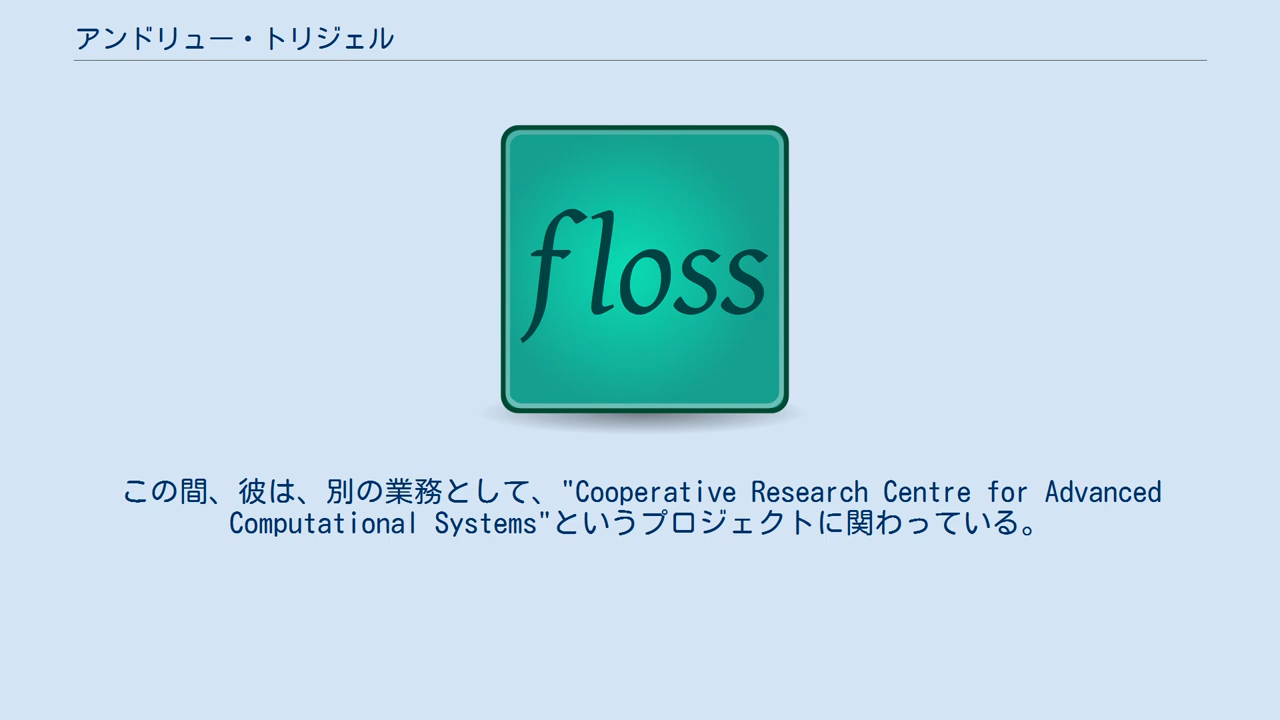 アンドリュー・トリジェル
floss
この間、彼は、別の業務として、"Cooperative Research Centre for Advanced
Computational Systems"というプロジェクトに関わっている。